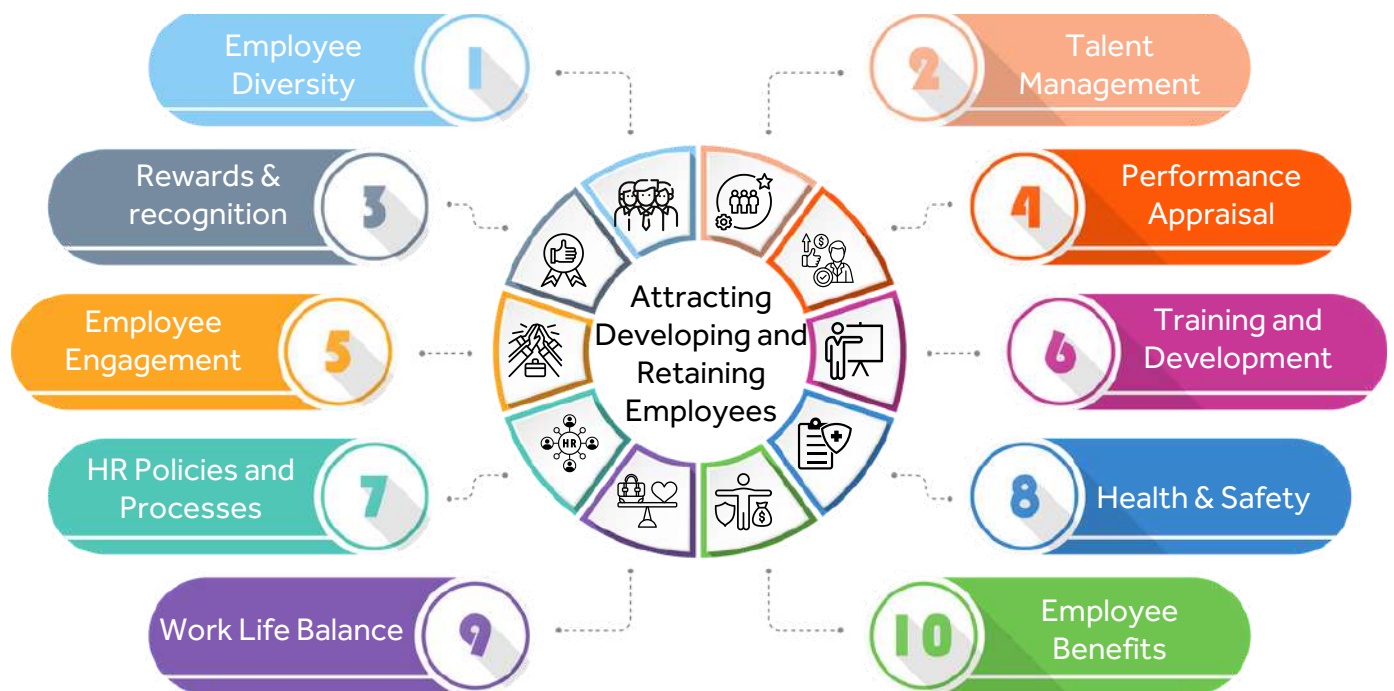 Employee
Diversity
1
2
Talent
Management
Rewards &
recognition
3
4
Performance
Appraisal
Employee
Engagement
5
Attracting
Developing and
Retaining
Employees
6
Training and
Development
HR Policies and
Processes
7
HR
8
Health & Safety
Work Life Balance
9
10
Employee
Benefits